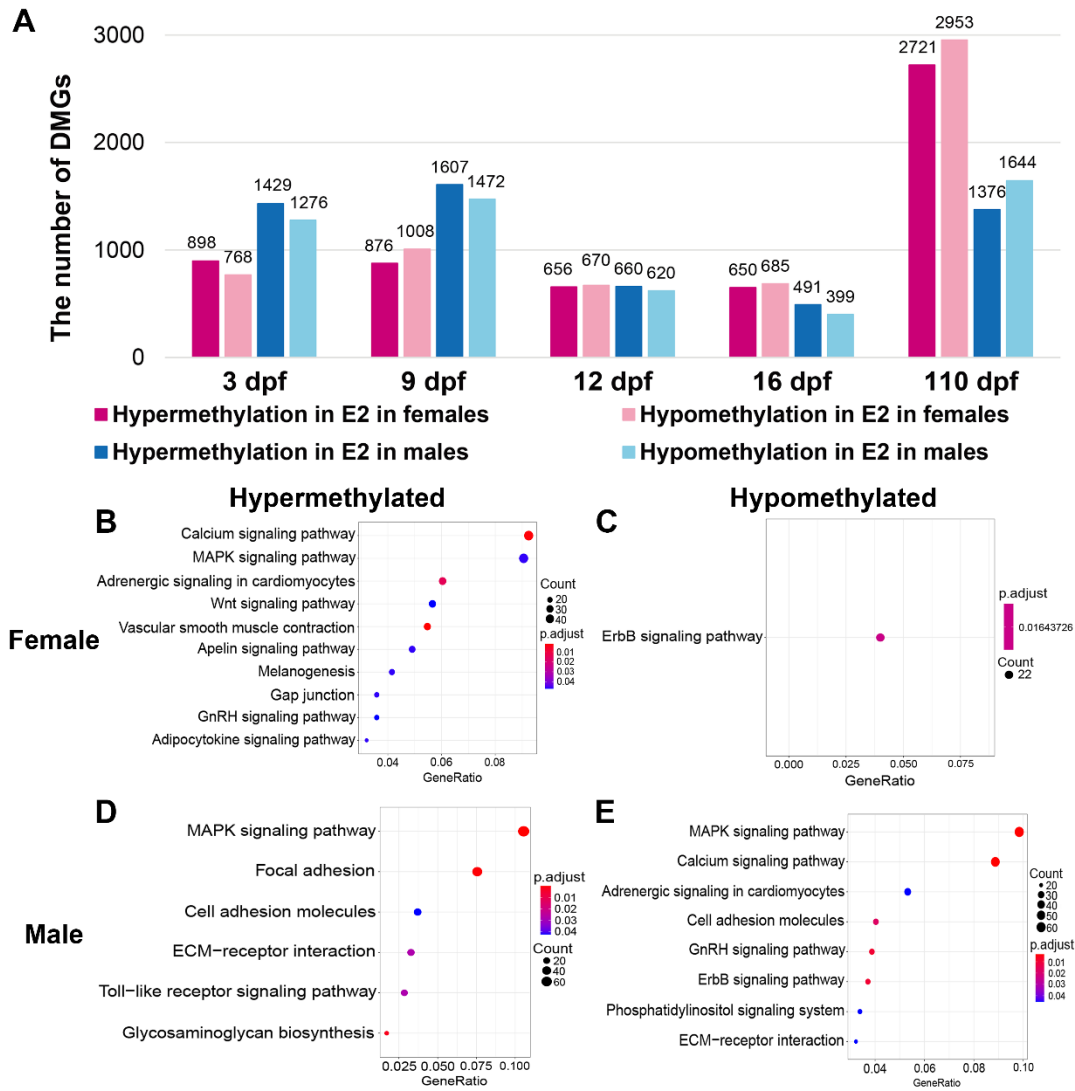 A
The number of DMGs
3000
2000
1000
0
898
768
1429
1276
876
1008
1607
1472
656
670
660
620
650
685
491
399
2721
2953
1376
1644
3 dpf
9 dpf
12 dpf
16 dpf
110 dpf
Hypermethylation in E2 in females
Hypomethylation in E2 in females
Hypermethylation in E2 in males
Hypomethylation in E2 in males
Hypermethylated
Hypomethylated
Female
B
Calcium signaling pathway
MAPK signaling pathway
Adrenergic signaling in cardiomyocytes
Wnt signaling pathway
Vascular smooth muscle contraction
Apelin signaling pathway
Melanogenesis
Gap junction
GnRH signaling pathway
Adipocytokine signaling pathway
0.04
0.06
0.08
GeneRatio
Count
20
30
40
p.adjust
0.01
0.02
0.03
0.04
C
ErbB signaling pathway
0.000
0.025
0.050
0.075
GeneRatio
p.adjust
0.01643726
Count
22
Male
D
MAPK signaling pathway
Focal adhesion
Cell adhesion molecules
ECM−receptor interaction
Toll−like receptor signaling pathway
Glycosaminoglycan biosynthesis
0.025
0.050
0.075
0.100
GeneRatio
p.adjust
0.01
0.02
0.03
0.04
Count
20
40
60
E
MAPK signaling pathway
Calcium signaling pathway
Adrenergic signaling in cardiomyocytes
Cell adhesion molecules
GnRH signaling pathway
ErbB signaling pathway
Phosphatidylinositol signaling system
ECM−receptor interaction
0.04
0.06
0.08
0.10
GeneRatio
Count
20
30
40
50
60
p.adjust
0.01
0.02
0.03
0.04